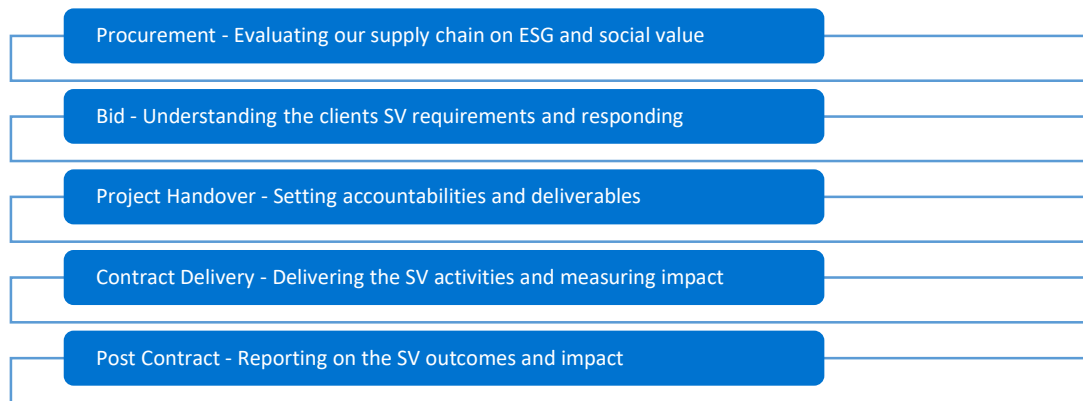 Procurement - Evaluating our supply chain on ESG and social value
Bid - Understanding the clients SV requirements and responding
Project Handover - Setting accountabilities and deliverables
Contract Delivery - Delivering the SV activities and measuring impact
Post Contract - Reporting on the SV outcomes and impact